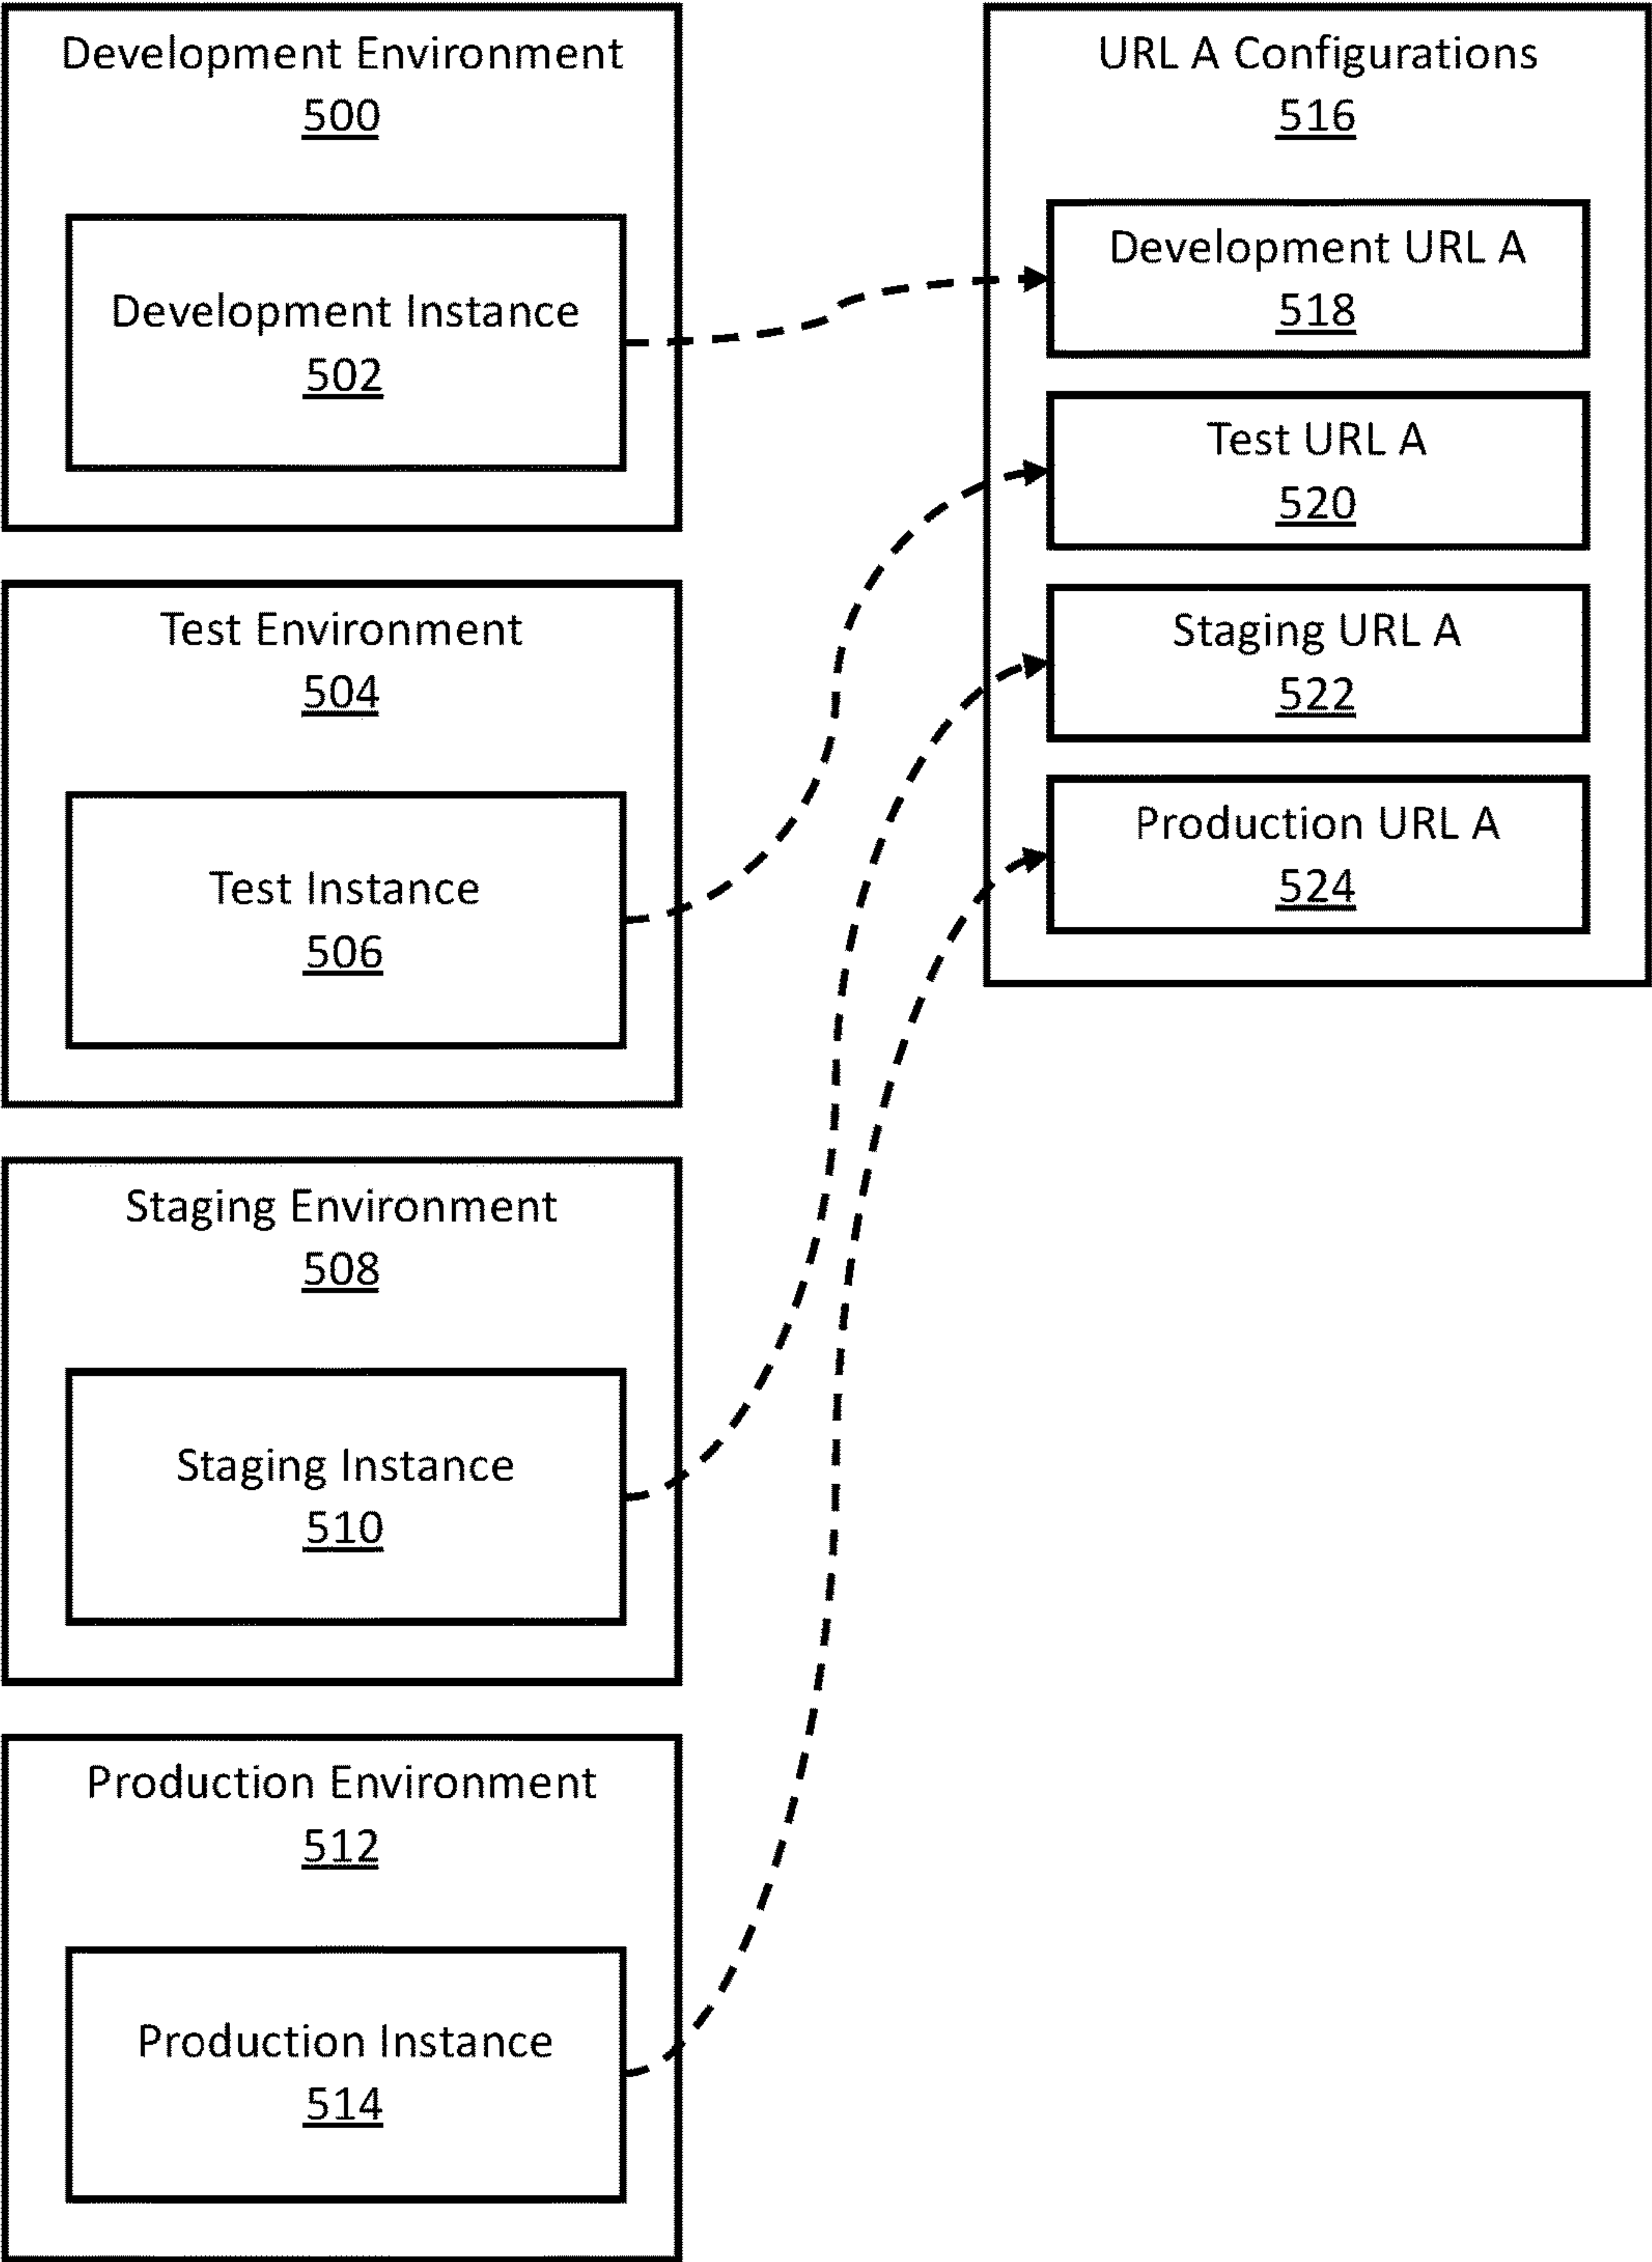 Development Environment
500
Development Instance
502
Test Environment
504
Test Instance
506
Staging Environment
508
Staging Instance
510
Production Environment
512
Production Instance
514
URL A Configurations
516
Development URL A
518
Test URL A
520
Staging URL A
522
Production URL A
524